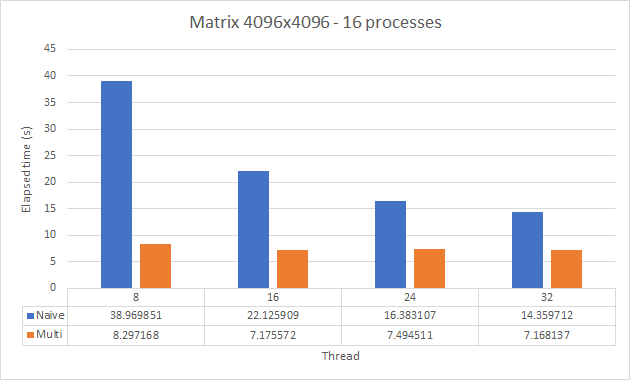 Matrix 4096x4096 - 16 processes
45
40
35
30
25
20
15
10
5
0
Elapsed time (s)
8 16 24 32
Naive 38.969851 22.125909 16.383107 14.359712
Multi 8.297168 7.175572 7.494511 7.168137
Thread